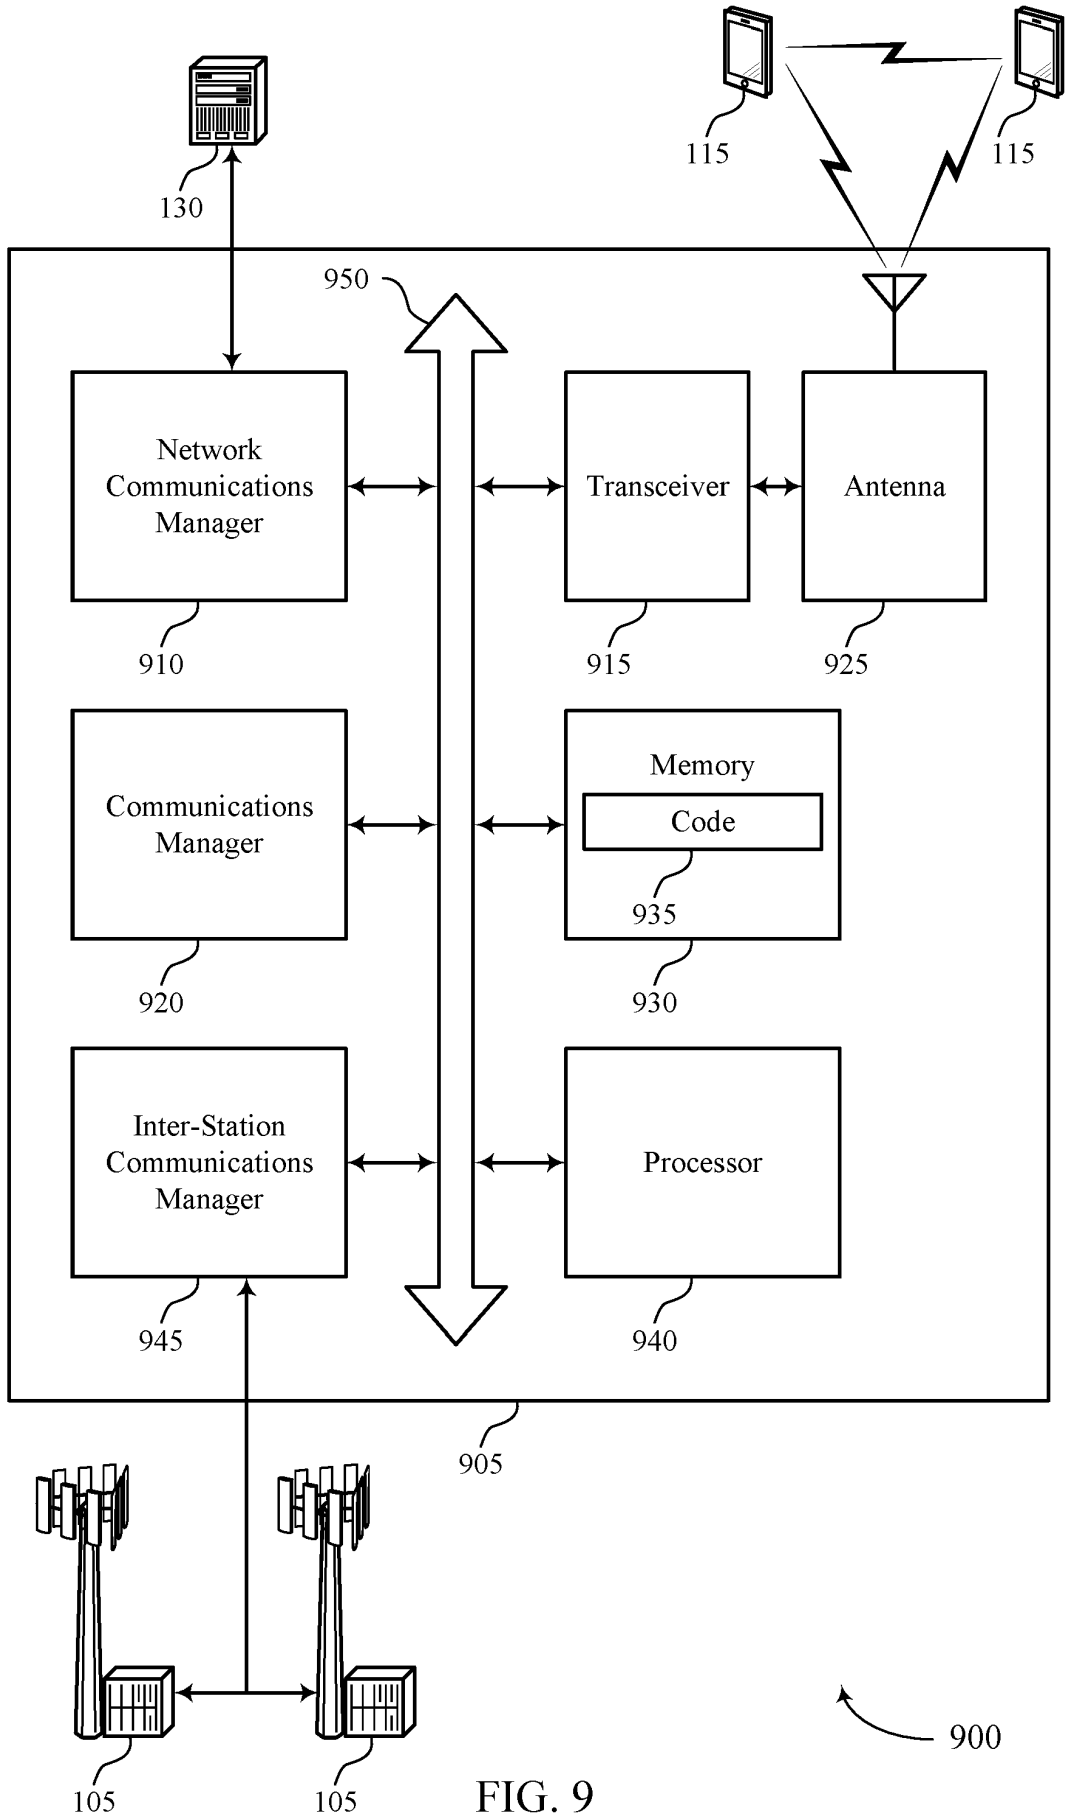 115
115
130
950
Network
Communications
Manager
Transceiver
Antenna
910
915
925
Communications
Manager
Memory
Code
935
920
930
Inter-Station
Communications
Manager
Processor
945
940
905
900
105
105
FIG. 9